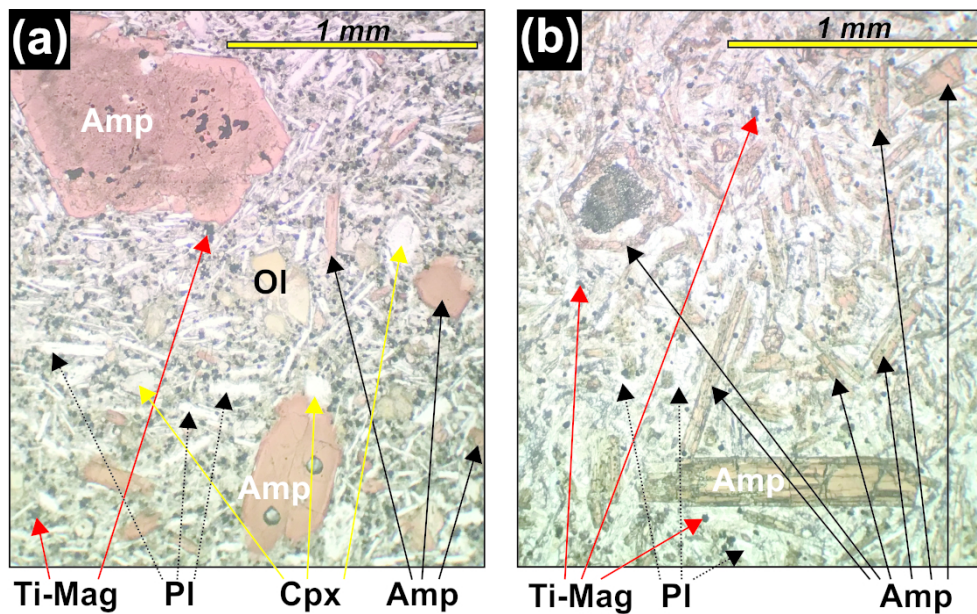 (a)
1 mm
Amp
Ol
Amp
Ti-Mag Pl Cpx Amp
(b)
1 mm
Amp
Ti-Mag Pl Amp